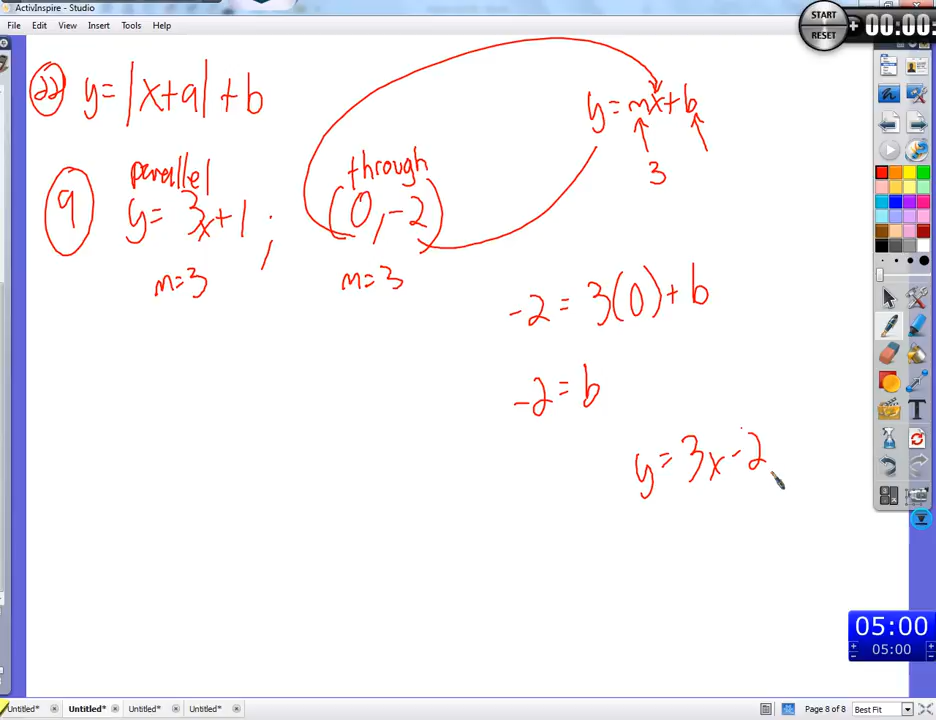 ActivInspire - Studio
File Edit View Insert Tools Help
START
RESET
00:00:
22 y = |x+a| + b
y = mx + b
3
parallel
through
9 y = 3x+1 ; (0, -2)
m=3 m=3
-2 = 3(0) + b
-2 = b
y = 3x - 2
T
05:00
05:00
Untitled* Untitled* Untitled* Untitled*
Page 8 of 8 Best Fit